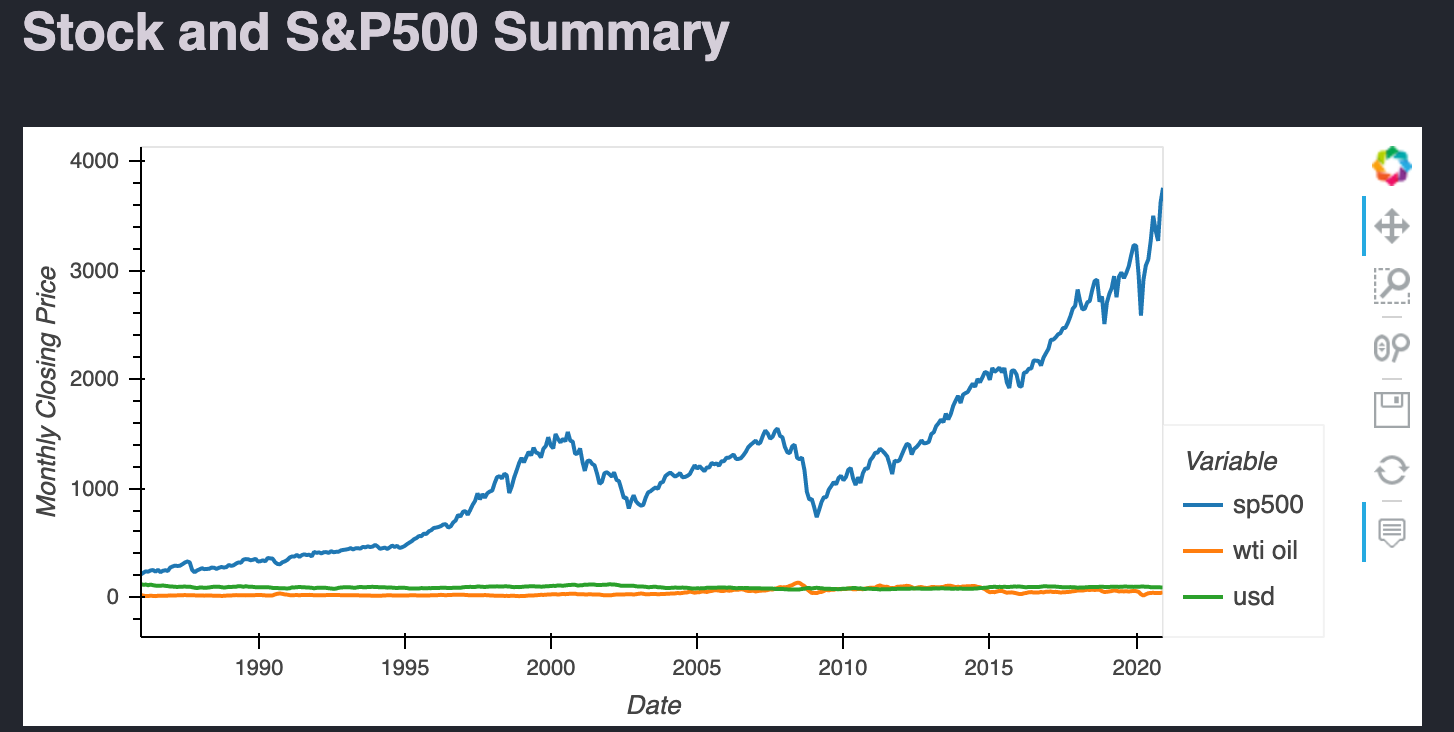 Stock and S&P500 Summary
Monthly Closing Price
4000
3000
2000
1000
0
1990 1995 2000 2005 2010 2015 2020
Date
Variable
sp500
wti oil
usd